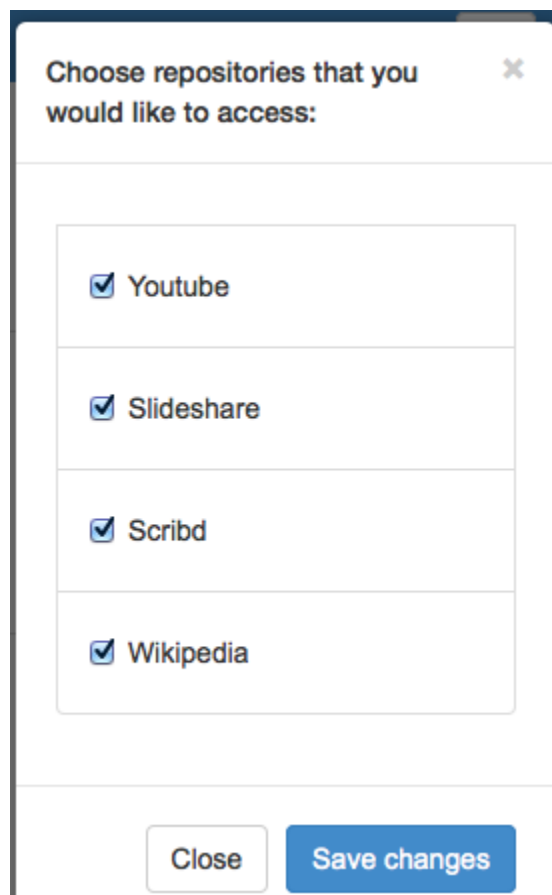 Choose repositories that you
would like to access:
Youtube
Slideshare
Scribd
Wikipedia
Close
Save changes